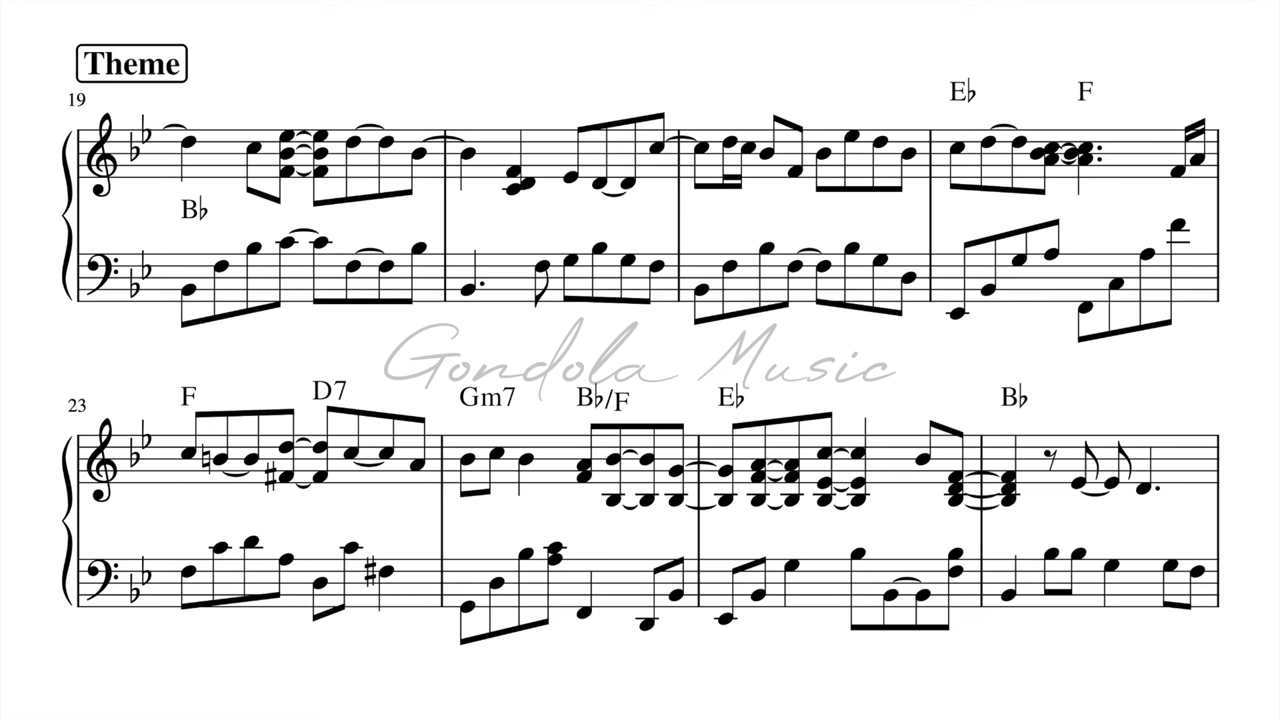 Theme
19
E♭ F
B♭
Gondola Music
23
F D7 Gm7 B♭/F E♭ B♭